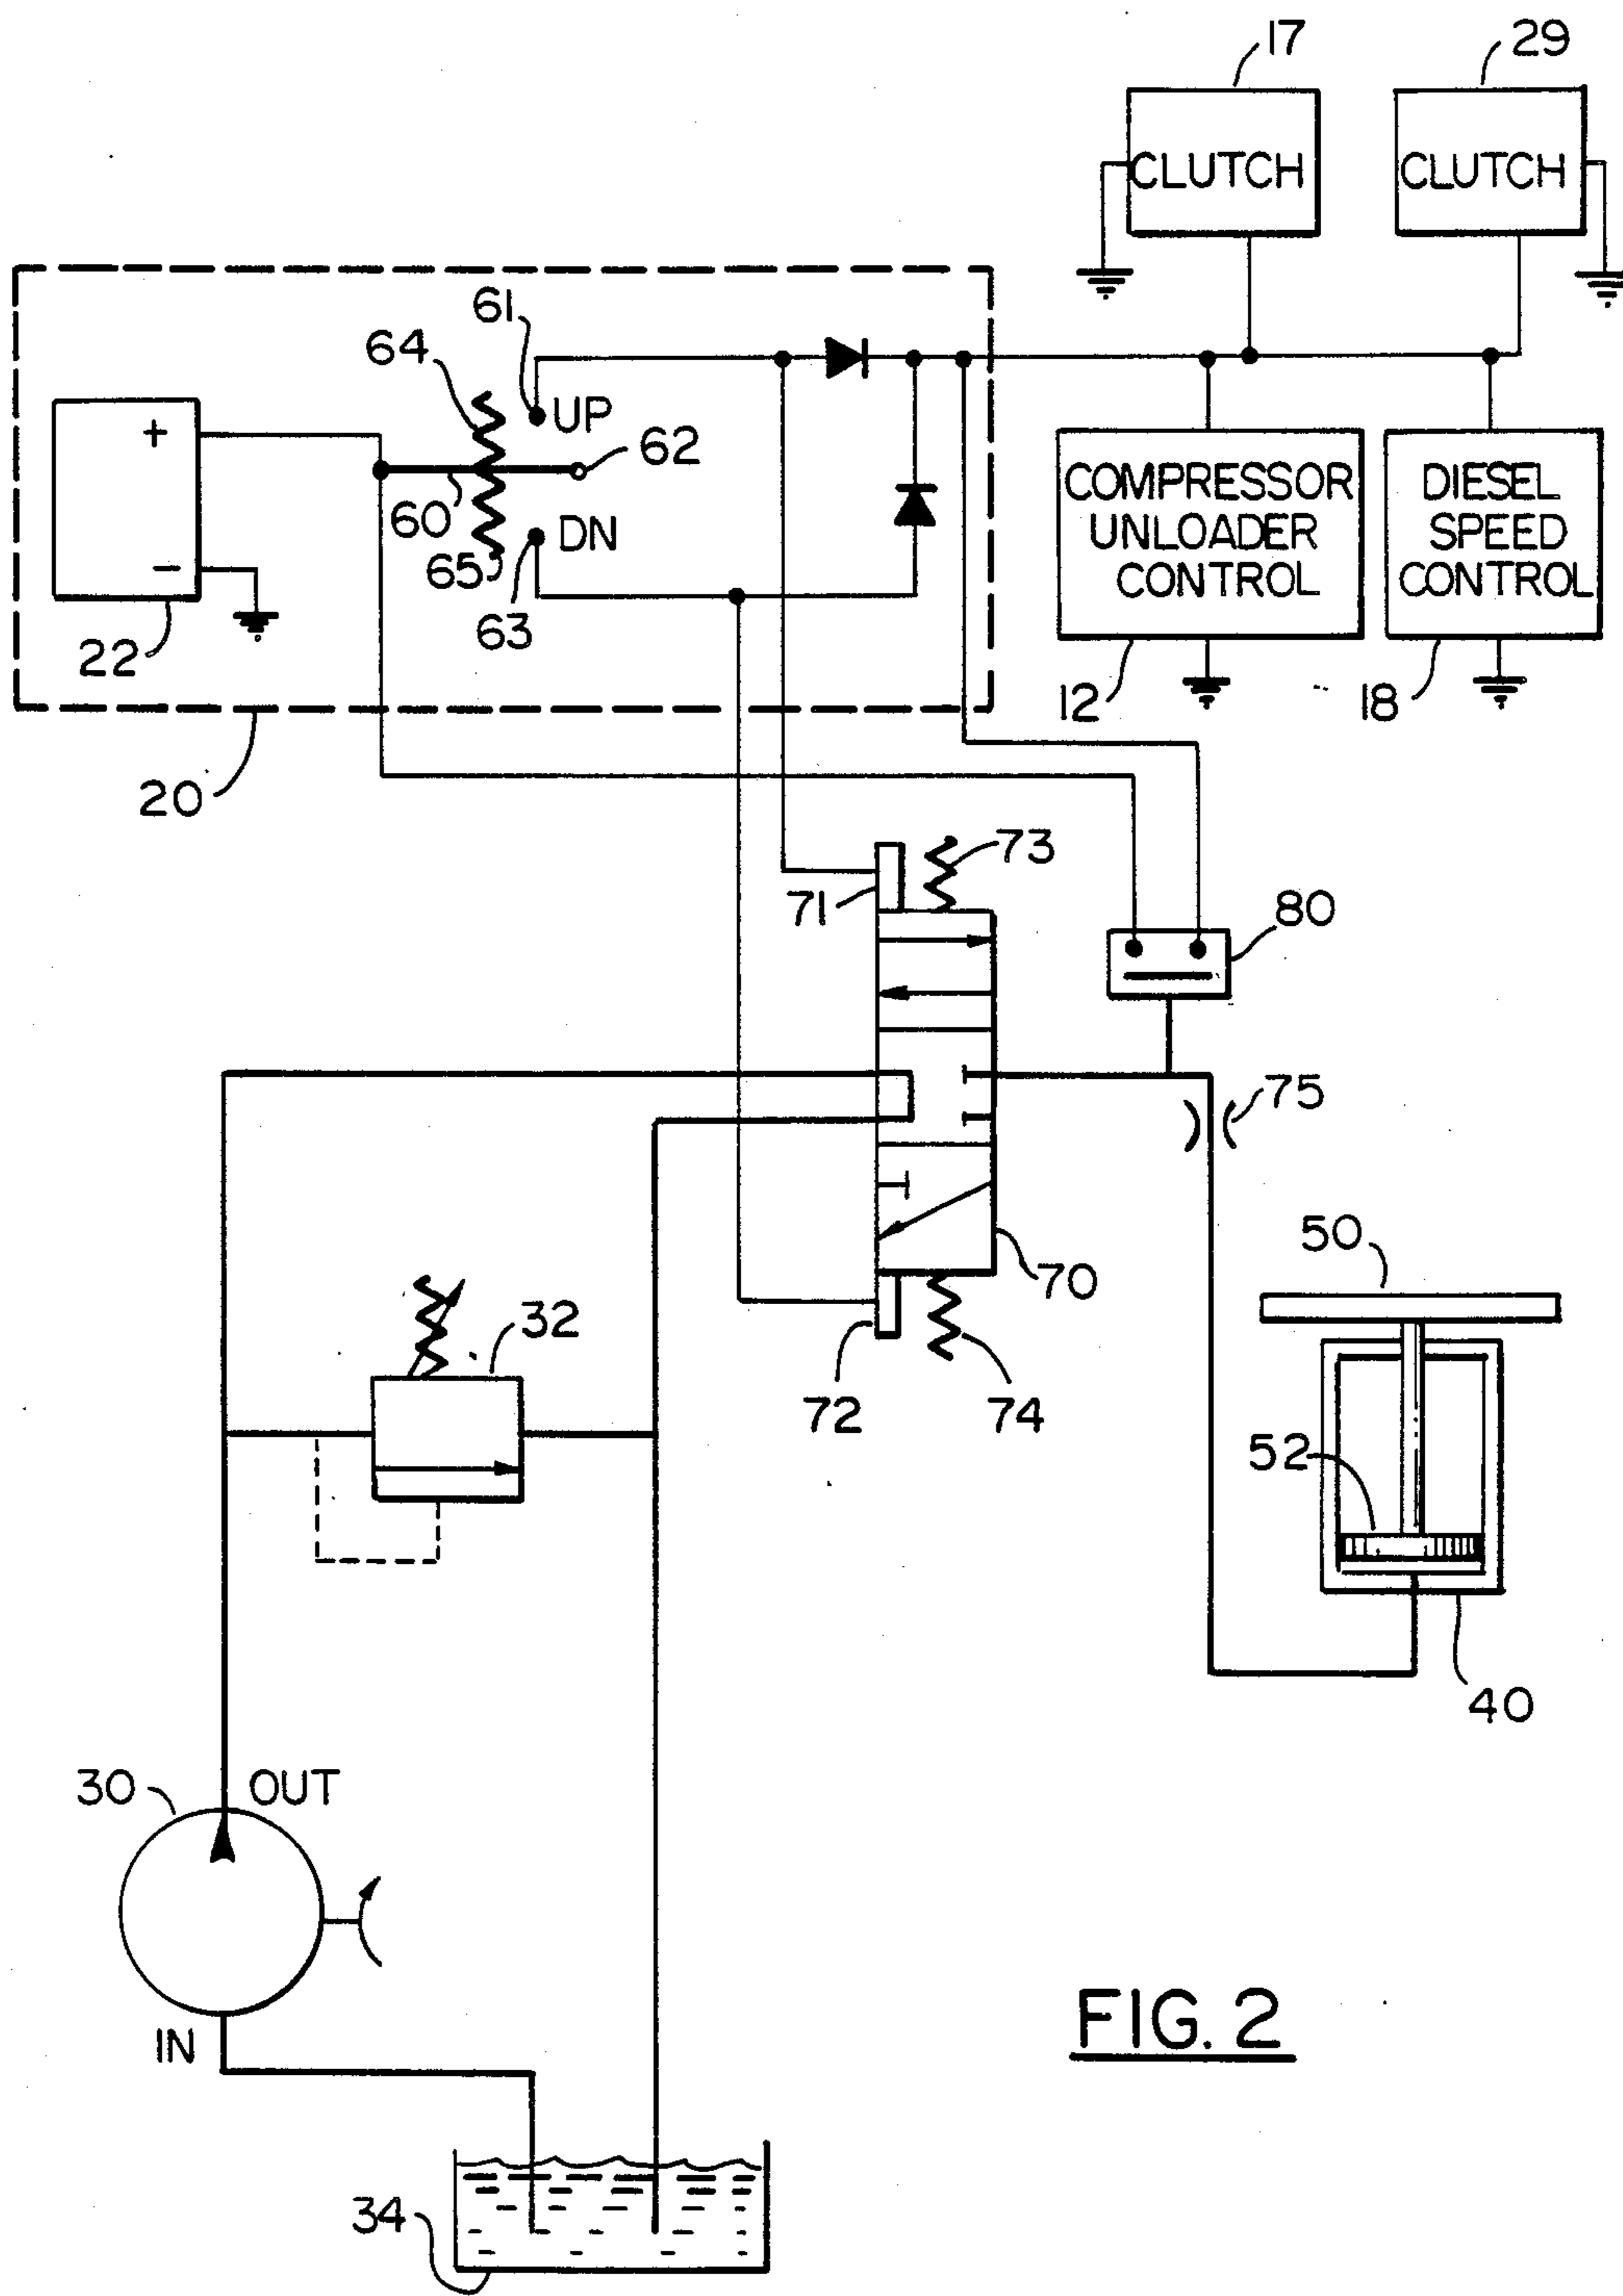 17
29
CLUTCH
CLUTCH
61
64
UP
62
+
60
DN
65
63
−
22
COMPRESSOR
UNLOADER
CONTROL
DIESEL
SPEED
CONTROL
12
18
20
73
71
80
75
70
50
32
72
74
52
40
30
OUT
IN
34
FIG. 2